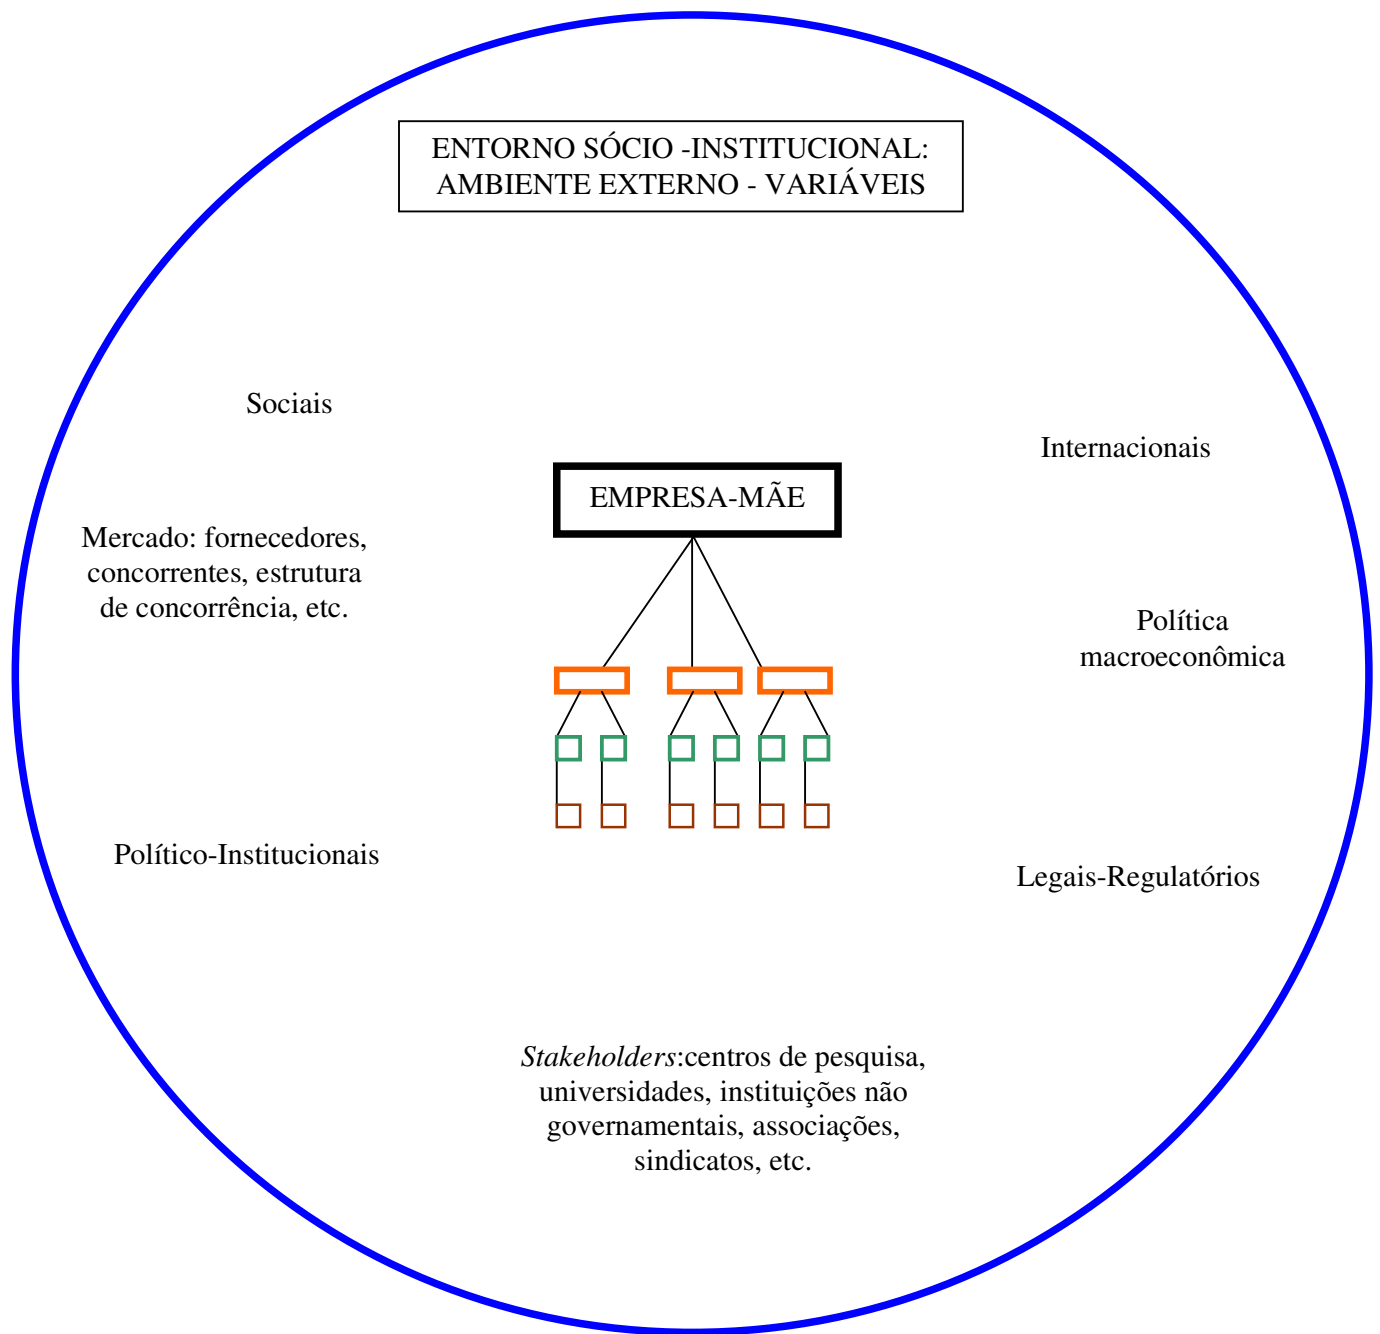 ENTORNO SÓCIO -INSTITUCIONAL:
AMBIENTE EXTERNO - VARIÁVEIS
Sociais
Internacionais
EMPRESA-MÃE
Mercado: fornecedores,
concorrentes, estrutura
de concorrência, etc.
Política
macroeconômica
Político-Institucionais
Legais-Regulatórios
Stakeholders:centros de pesquisa,
universidades, instituições não
governamentais, associações,
sindicatos, etc.